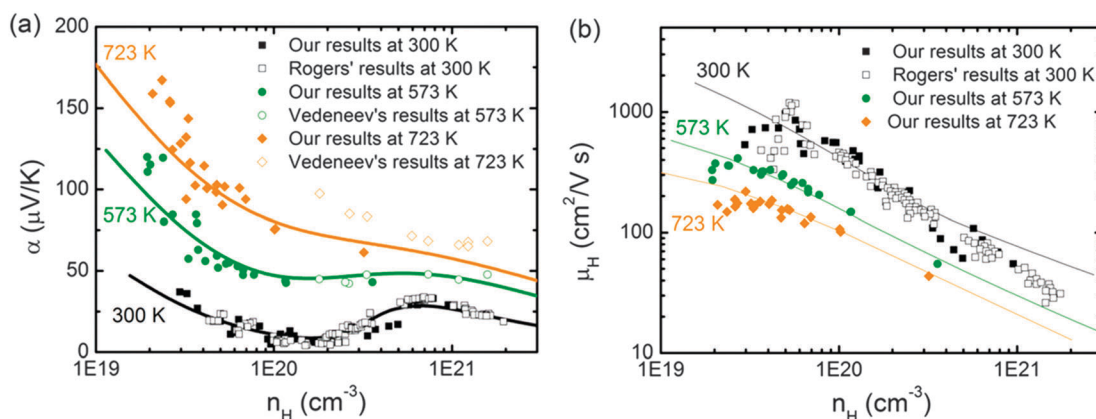 (a)
200
150
100
50
0
α (μV/K)
723 K
573 K
300 K
Our results at 300 K
Rogers' results at 300 K
Our results at 573 K
Vedeneev's results at 573 K
Our results at 723 K
Vedeneev's results at 723 K
1E19 1E20 1E21
n_H (cm⁻³)
(b)
1000
100
10
μ_H (cm²/V s)
300 K
573 K
723 K
Our results at 300 K
Rogers' results at 300 K
Our results at 573 K
Our results at 723 K
1E19 1E20 1E21
n_H (cm⁻³)